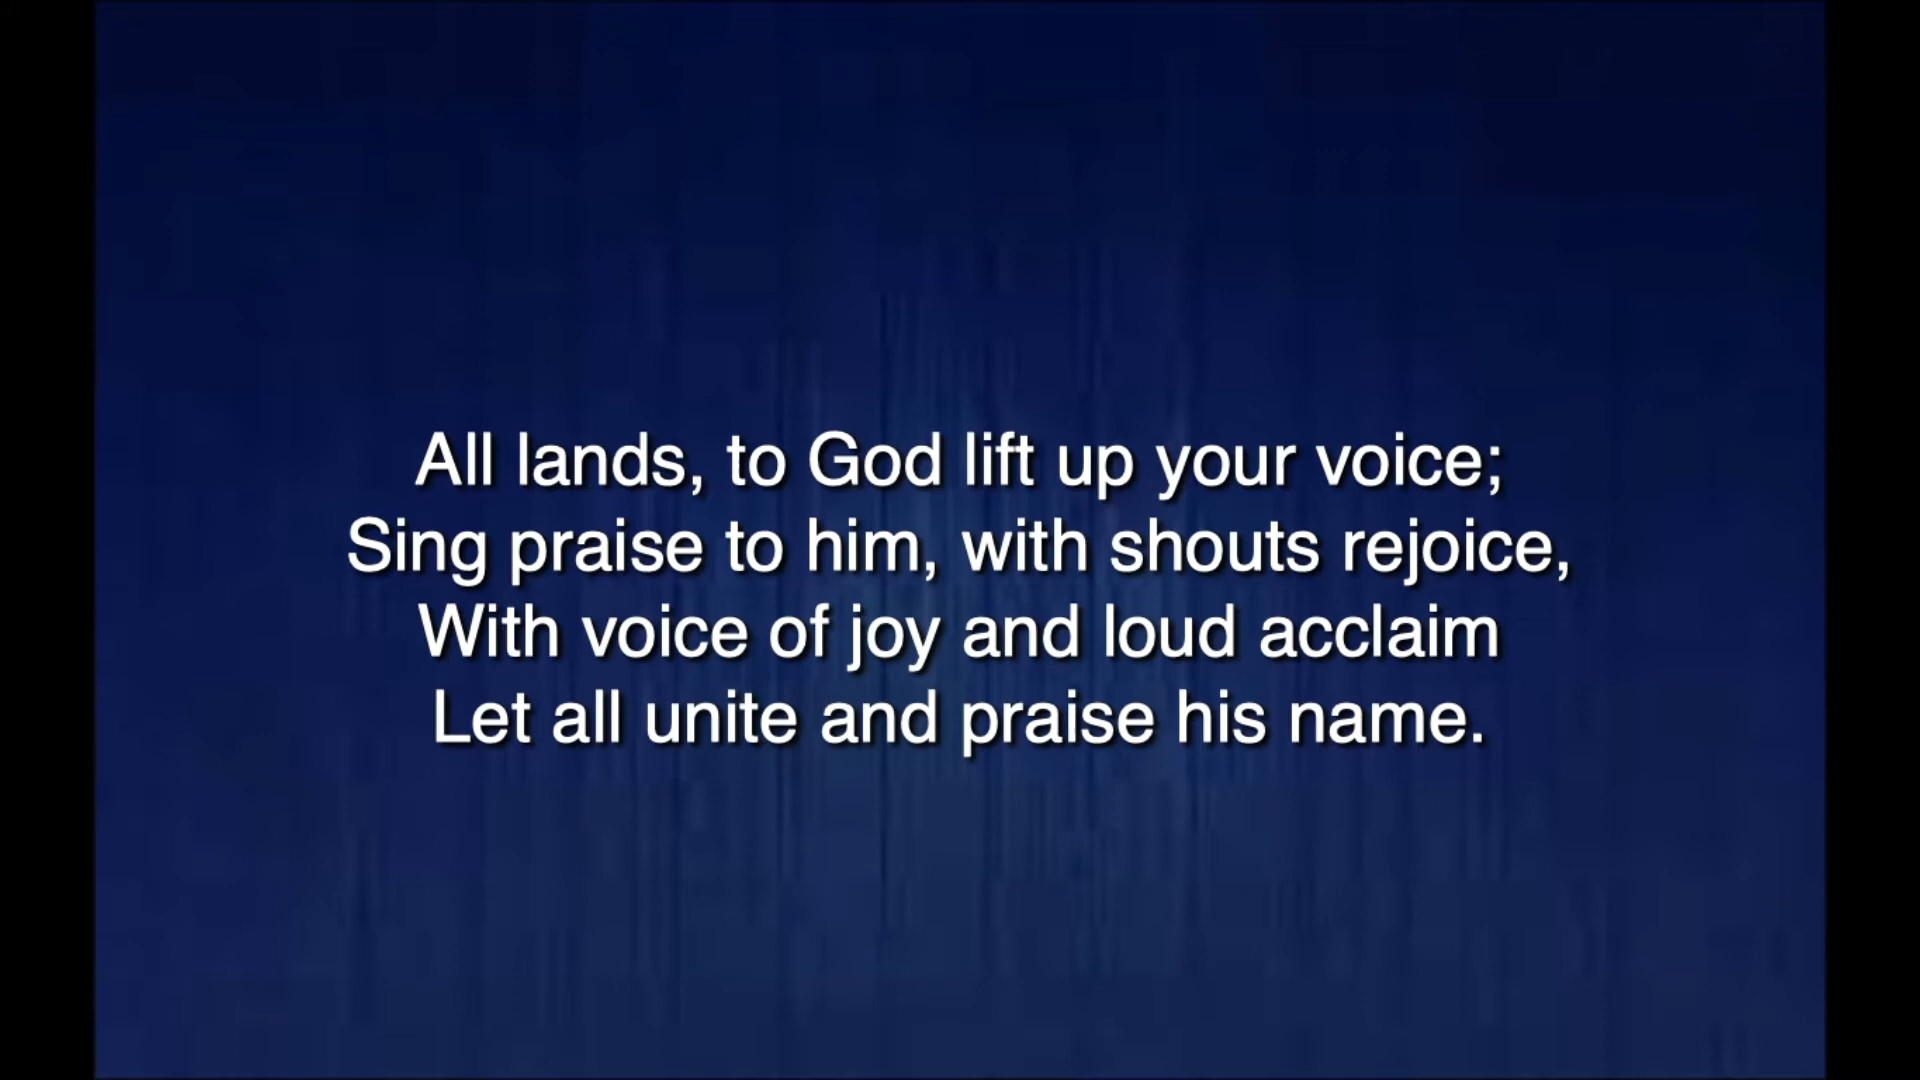 All lands, to God lift up your voice;
Sing praise to him, with shouts rejoice,
With voice of joy and loud acclaim
Let all unite and praise his name.